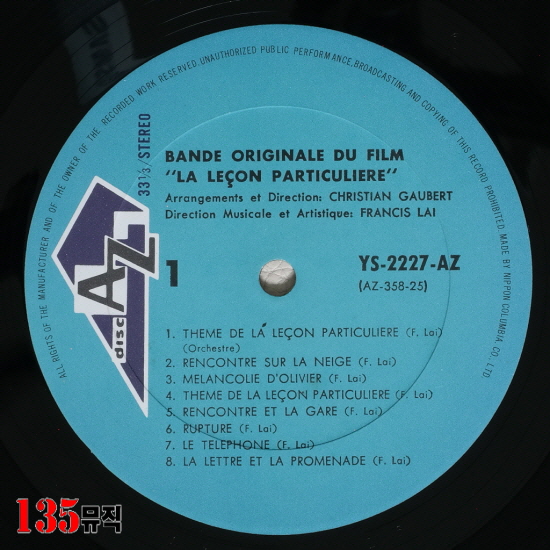 ALL RIGHTS OF THE MANUFACTURER AND OF THE OWNER OF THE RECORDED WORK RESERVED. UNAUTHORIZED PUBLIC PERFORMANCE, BROADCASTING AND COPYING OF THIS RECORD PROHIBITED. MADE BY NIPPON COLUMBIA CO. LTD.
33 1/3/STEREO
disc AZ
BANDE ORIGINALE DU FILM
"LA LEÇON PARTICULIERE"
Arrangements et Direction: CHRISTIAN GAUBERT
Direction Musicale et Artistique: FRANCIS LAI
1
YS-2227-AZ
(AZ-358-25)
1. THEME DE LA LEÇON PARTICULIERE (F. Lai)
(Orchestre)
2. RENCONTRE SUR LA NEIGE (F. Lai)
3. MELANCOLIE D'OLIVIER (F. Lai)
4. THEME DE LA LEÇON PARTICULIERE (F. Lai)
5. RENCONTRE ET LA GARE (F. Lai)
6. RUPTURE (F. Lai)
7. LE TELEPHONE (F. Lai)
8. LA LETTRE ET LA PROMENADE (F. Lai)
135뮤직